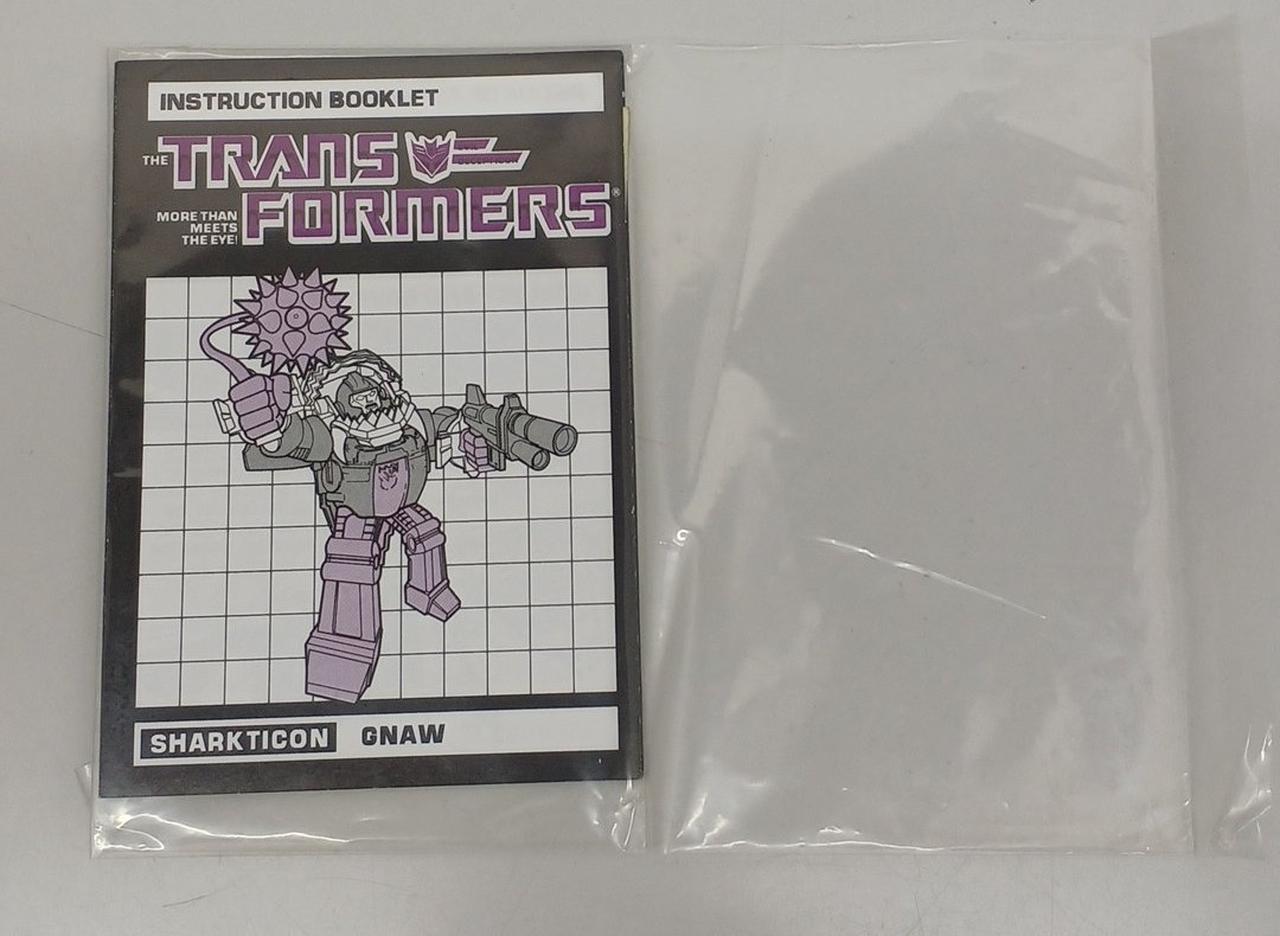 INSTRUCTION BOOKLET
THE TRANS
FORMERS®
MORE THAN
MEETS
THE EYE!
SHARKTICON GNAW